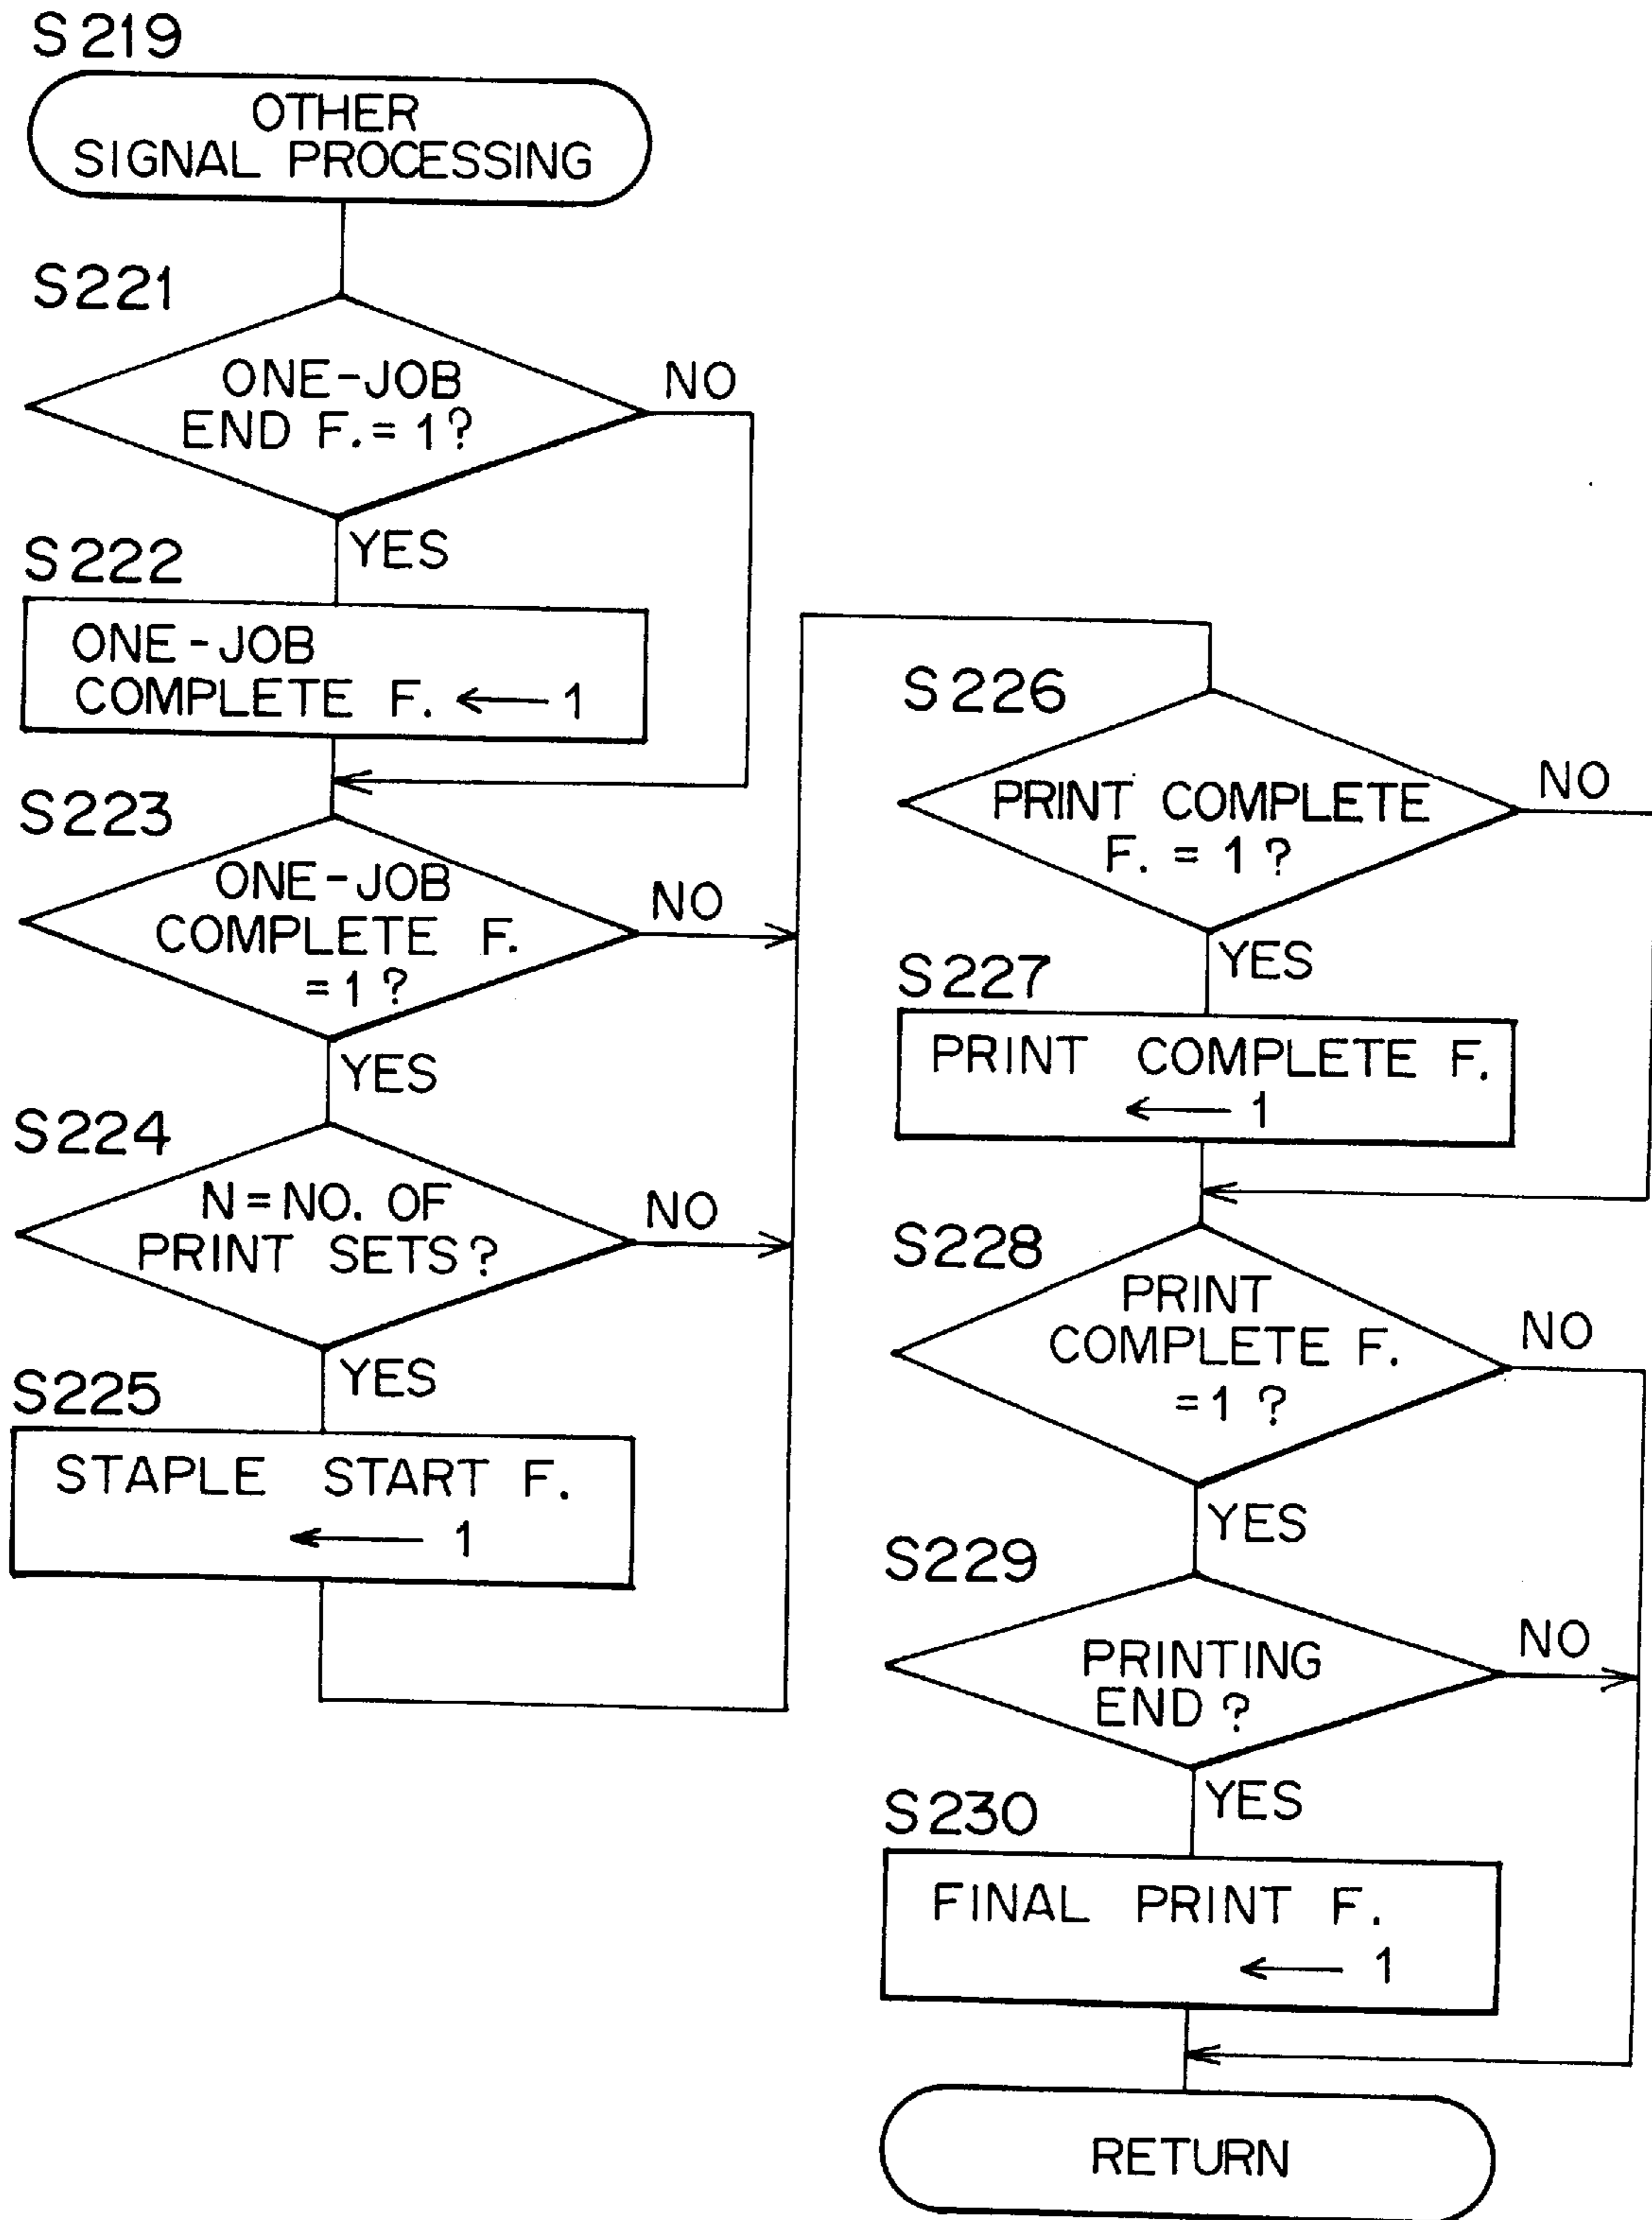 S219
OTHER
SIGNAL PROCESSING
S221
ONE-JOB
END F. = 1 ?
NO
YES
S222
ONE-JOB
COMPLETE F. ← 1
S223
ONE-JOB
COMPLETE F.
= 1 ?
NO
YES
S224
N = NO. OF
PRINT SETS ?
NO
YES
S225
STAPLE START F.
← 1
S226
PRINT COMPLETE
F. = 1 ?
NO
YES
S227
PRINT COMPLETE F.
← 1
S228
PRINT
COMPLETE F.
= 1 ?
NO
YES
S229
PRINTING
END ?
NO
YES
S230
FINAL PRINT F.
← 1
RETURN